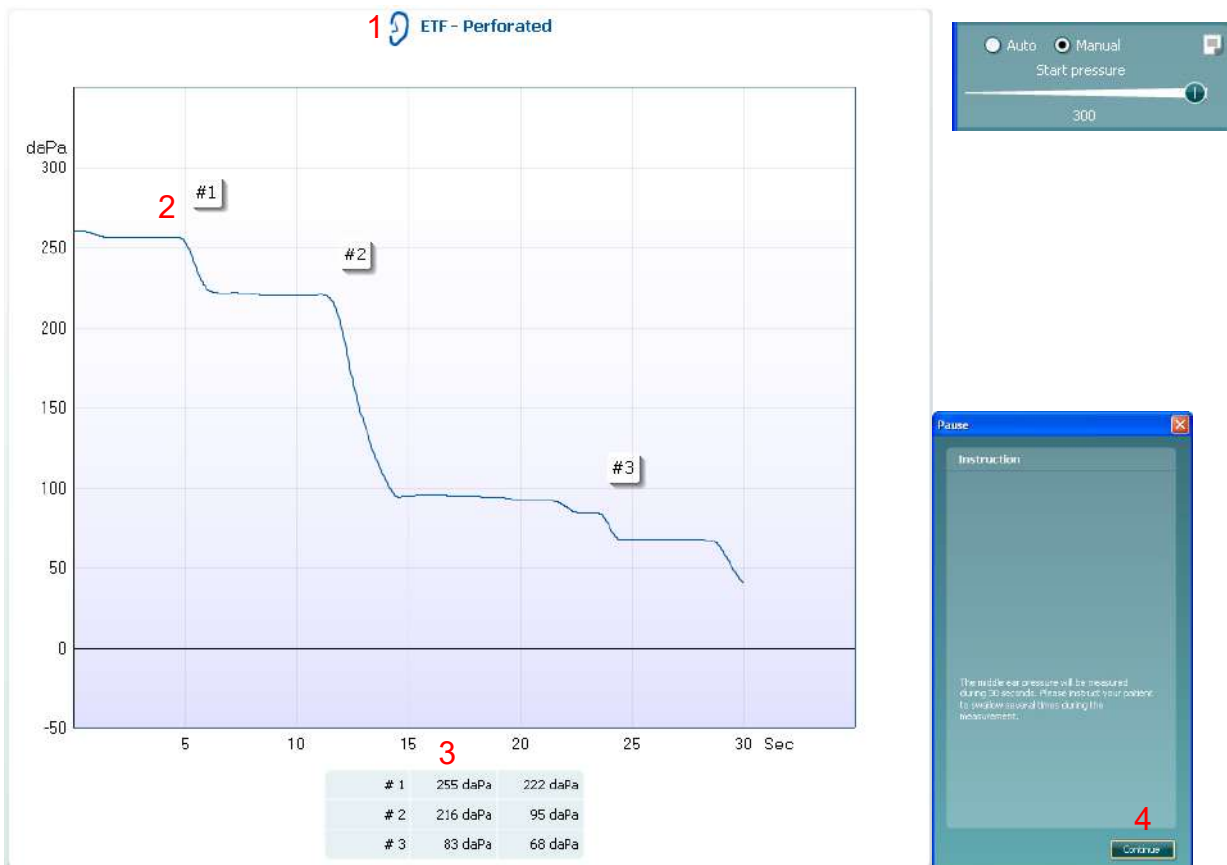 1 ETF - Perforated
daPa
300
250
200
150
100
50
0
-50
2
#1
#2
#3
5 10 15 20 25 30 Sec
3
# 1 255 daPa 222 daPa
# 2 216 daPa 95 daPa
# 3 83 daPa 68 daPa
Auto Manual
Start pressure
300
Pause
Instruction
The middle ear pressure will be measured
during 30 seconds. Please instruct your patient
to swallow several times during the
measurement.
4
Continue